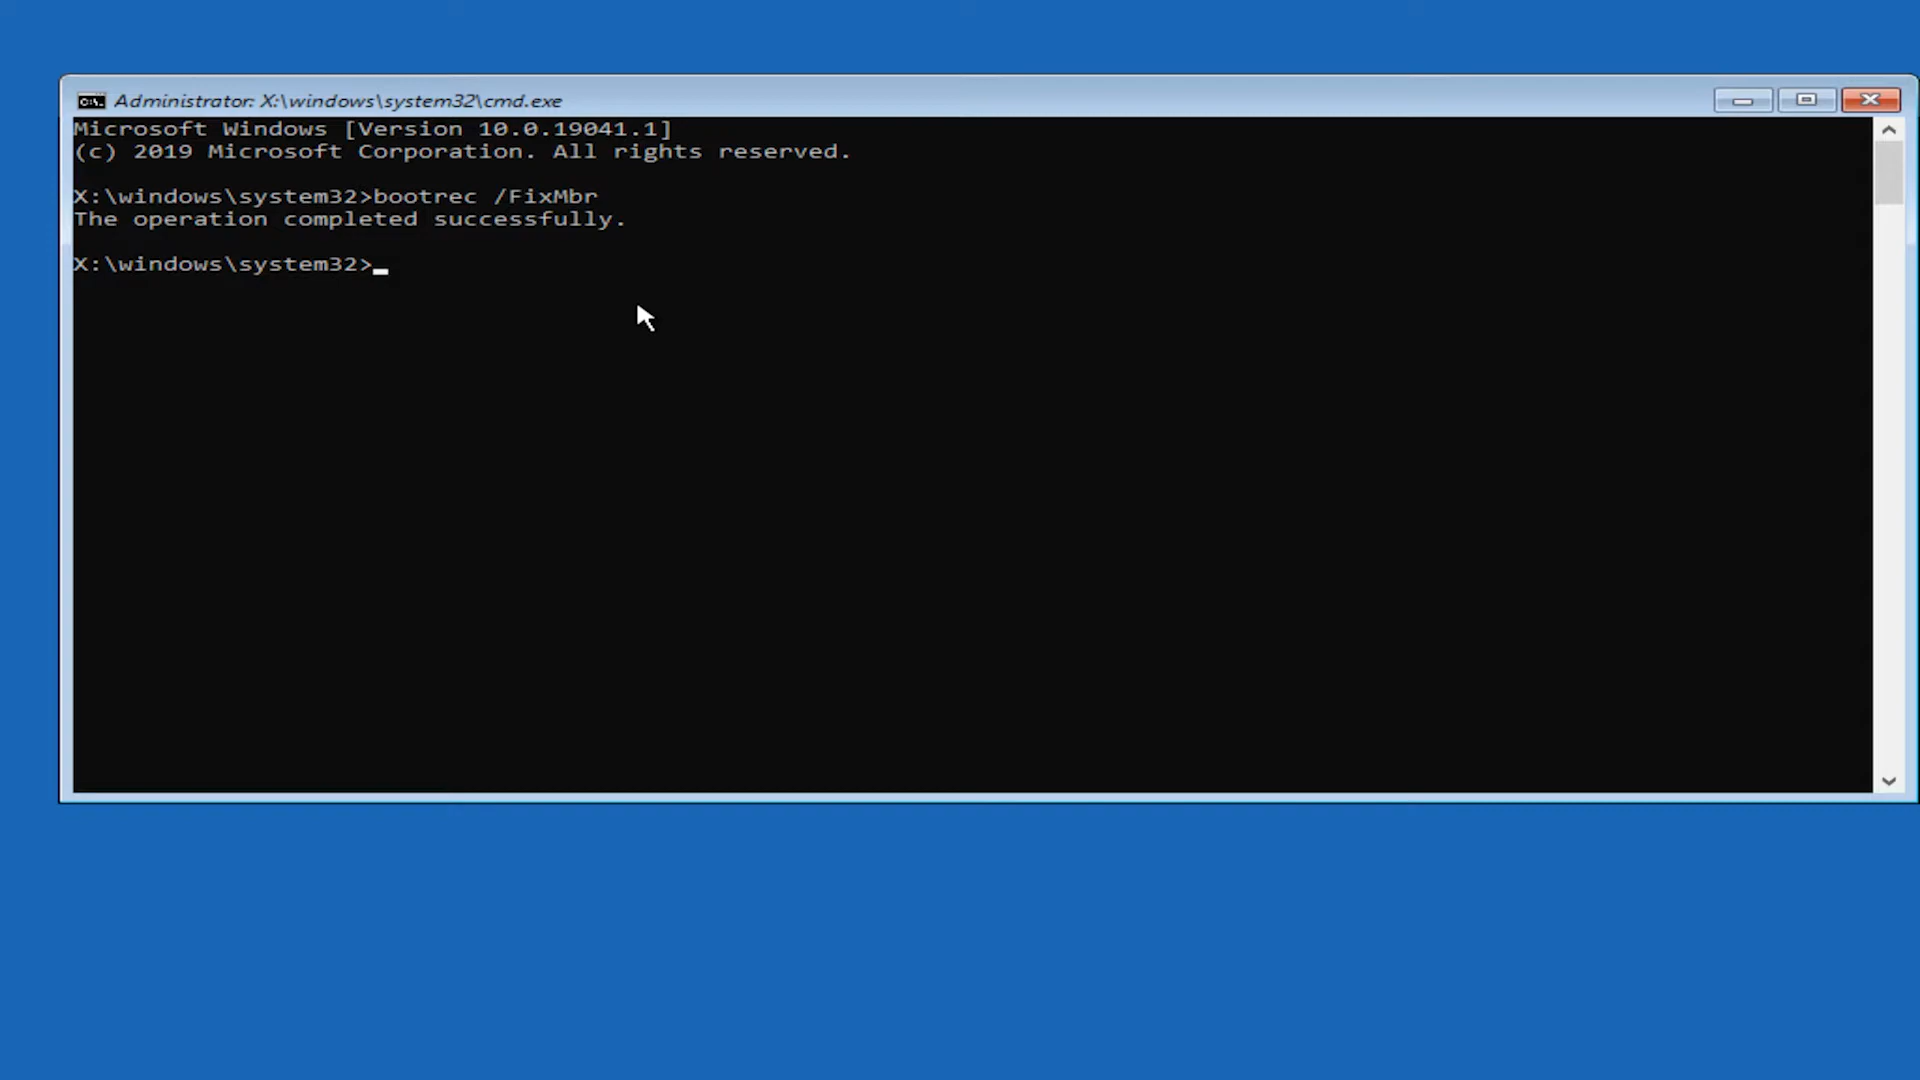 Administrator: X:\windows\system32\cmd.exe
Microsoft Windows [Version 10.0.19041.1]
(c) 2019 Microsoft Corporation. All rights reserved.
X:\windows\system32>bootrec /FixMbr
The operation completed successfully.
X:\windows\system32>